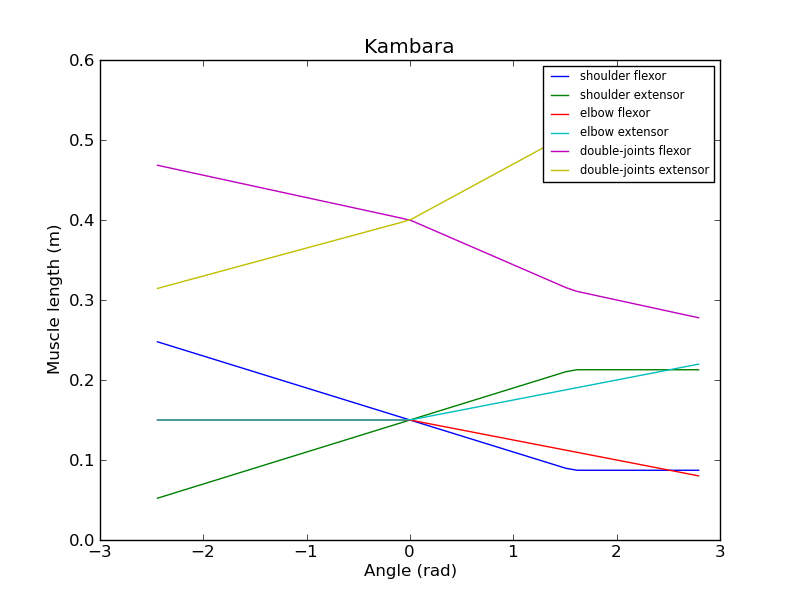 Kambara
0.6
0.5
0.4
0.3
0.2
0.1
0.0
Muscle length (m)
shoulder flexor
shoulder extensor
elbow flexor
elbow extensor
double-joints flexor
double-joints extensor
−3 −2 −1 0 1 2 3
Angle (rad)